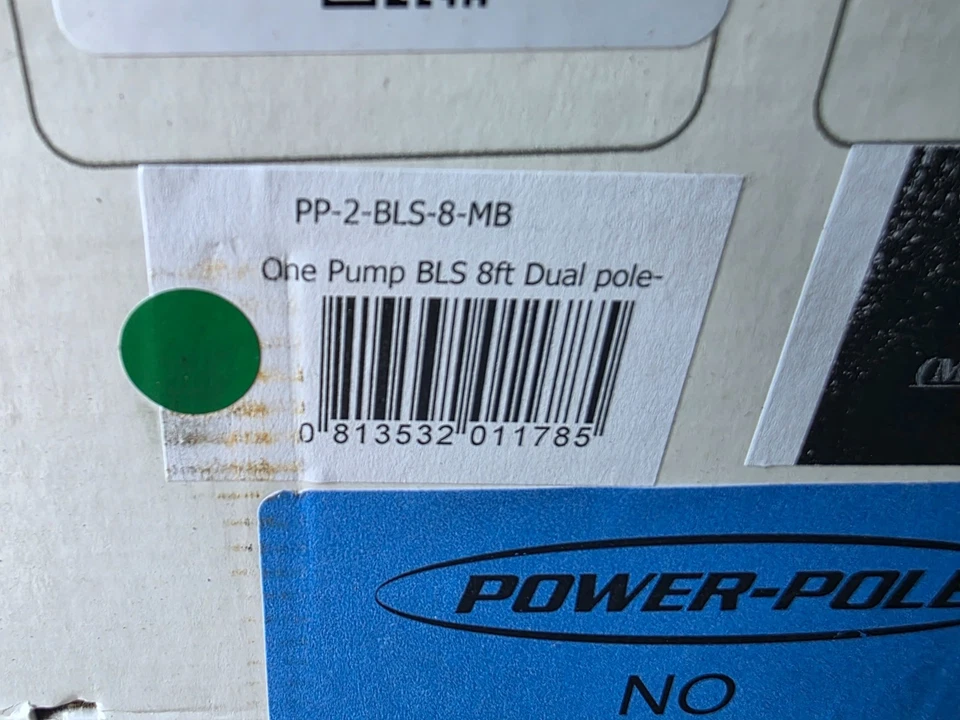 PP-2-BLS-8-MB
One Pump BLS 8ft Dual pole-
0 813532 011785
POWER-POLE
NO